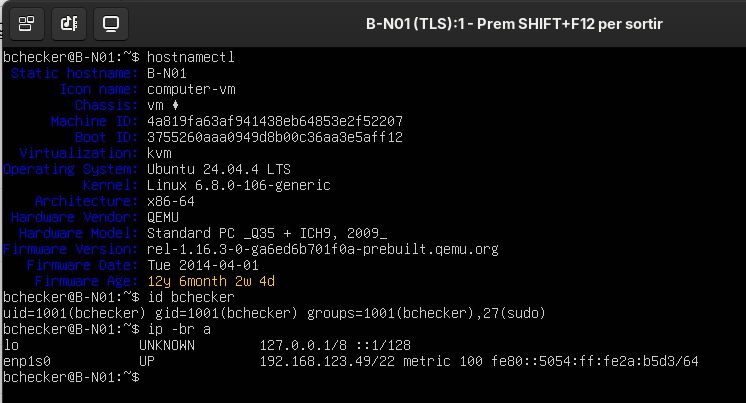 B-N01 (TLS):1 - Prem SHIFT+F12 per sortir
bchecker@B-N01:~$ hostnamectl
Static hostname: B-N01
Icon name: computer-vm
Chassis: vm
Machine ID: 4a819fa63af941438eb64853e2f52207
Boot ID: 3755260aaa0949d8b00c36aa3e5aff12
Virtualization: kvm
Operating System: Ubuntu 24.04.4 LTS
Kernel: Linux 6.8.0-106-generic
Architecture: x86-64
Hardware Vendor: QEMU
Hardware Model: Standard PC _Q35 + ICH9, 2009_
Firmware Version: rel-1.16.3-0-ga6ed6b701f0a-prebuilt.qemu.org
Firmware Date: Tue 2014-04-01
Firmware Age: 12y 6month 2w 4d
bchecker@B-N01:~$ id bchecker
uid=1001(bchecker) gid=1001(bchecker) groups=1001(bchecker),27(sudo)
bchecker@B-N01:~$ ip -br a
lo UNKNOWN 127.0.0.1/8 ::1/128
enp1s0 UP 192.168.123.49/22 metric 100 fe80::5054:ff:fe2a:b5d3/64
bchecker@B-N01:~$